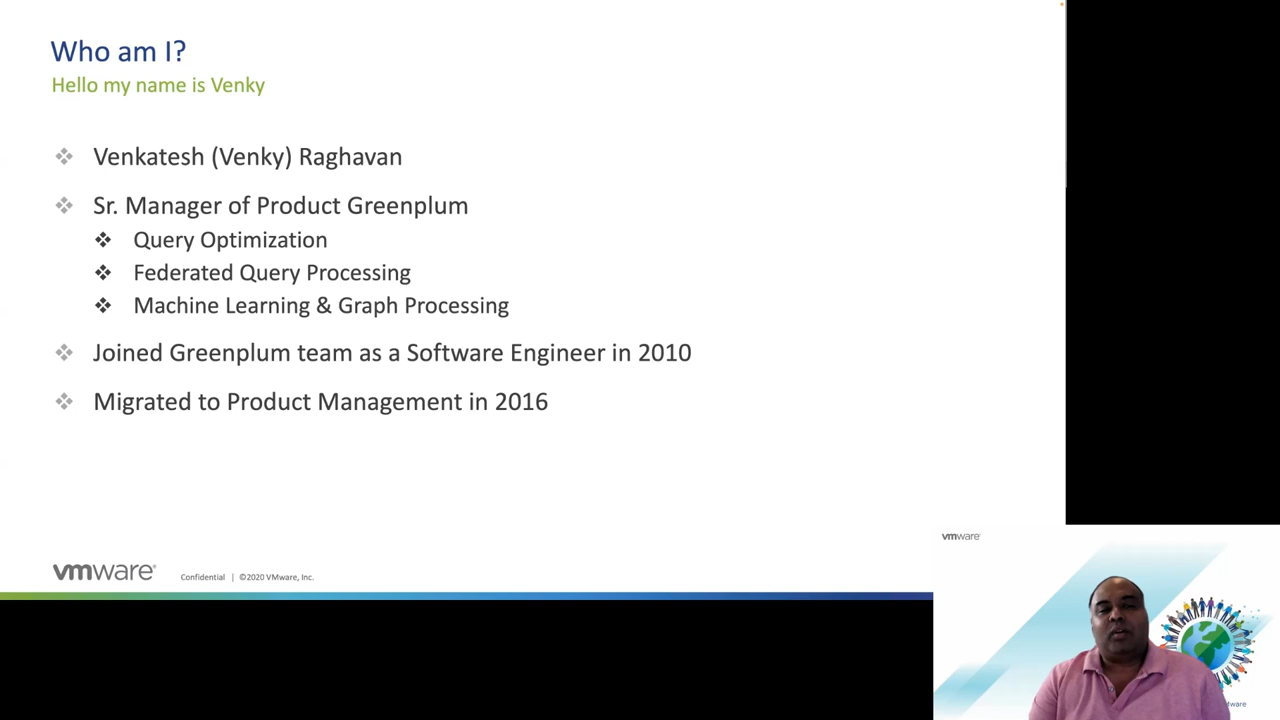 Who am I?
Hello my name is Venky
❖ Venkatesh (Venky) Raghavan
❖ Sr. Manager of Product Greenplum
❖ Query Optimization
❖ Federated Query Processing
❖ Machine Learning & Graph Processing
❖ Joined Greenplum team as a Software Engineer in 2010
❖ Migrated to Product Management in 2016
vmware®
Confidential | ©2020 VMware, Inc.
vmware®